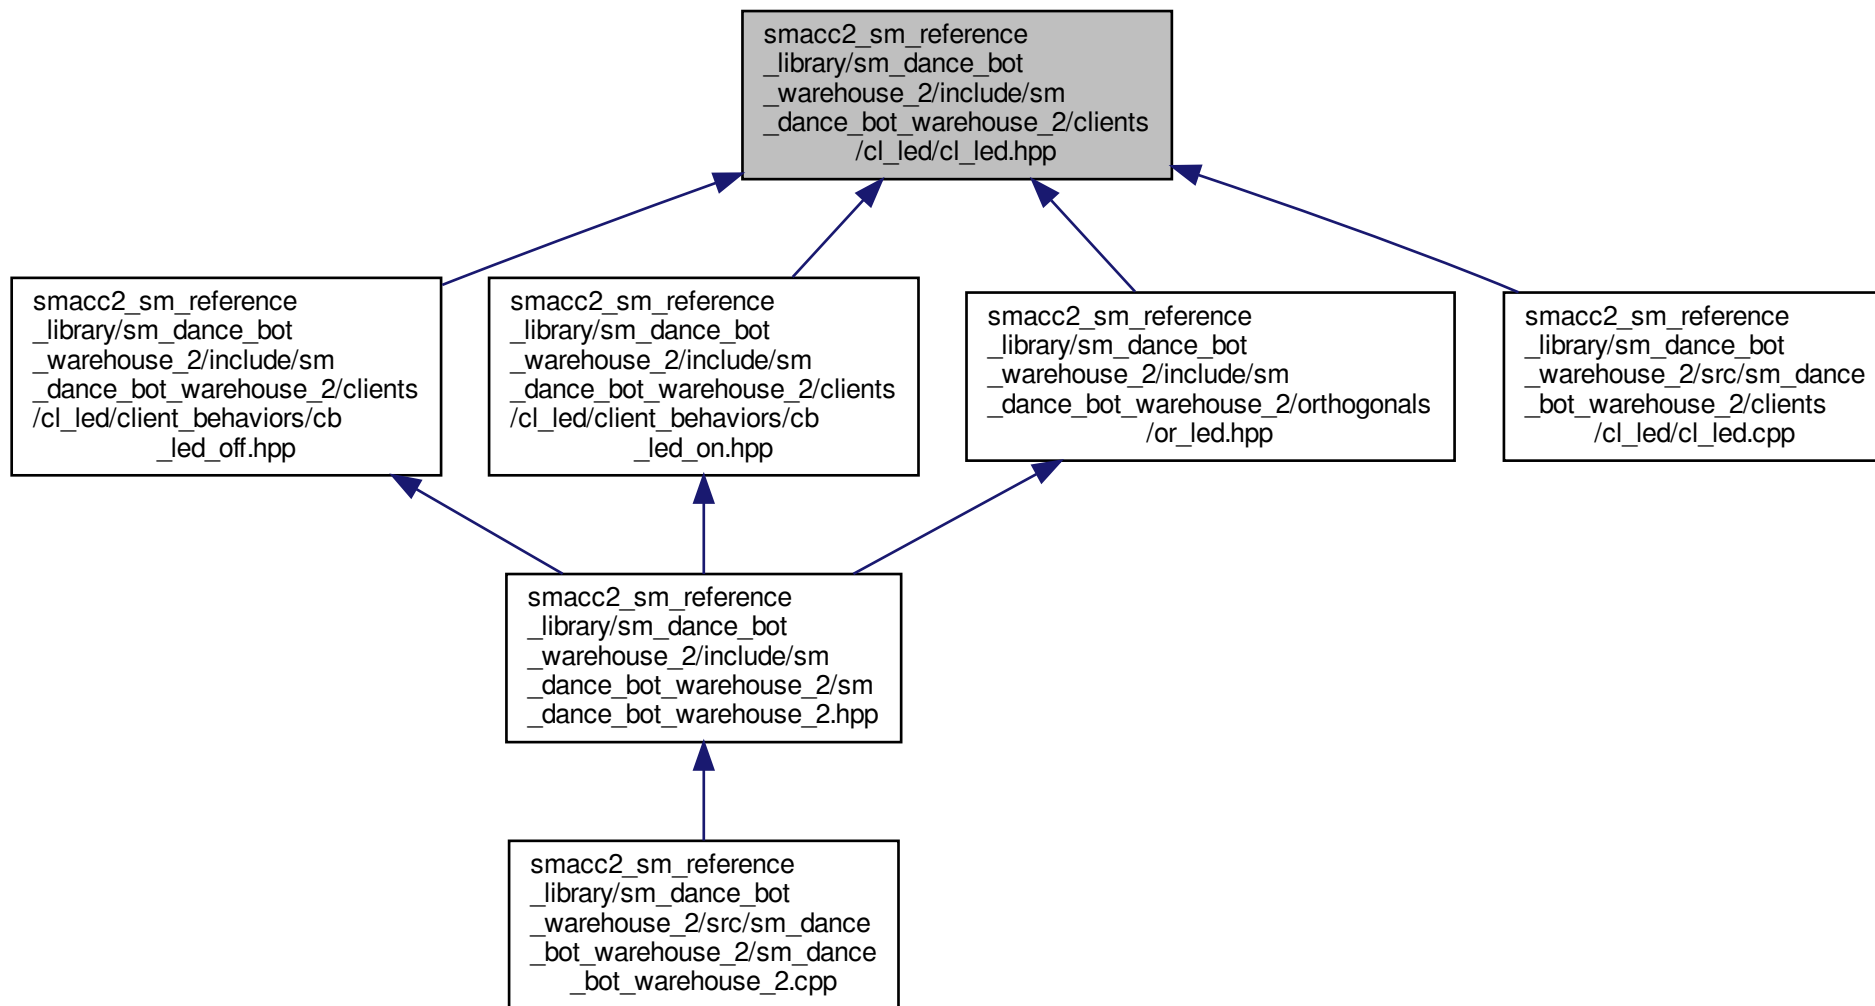 smacc2_sm_reference
_library/sm_dance_bot
_warehouse_2/include/sm
_dance_bot_warehouse_2/clients
/cl_led/cl_led.hpp
smacc2_sm_reference
_library/sm_dance_bot
_warehouse_2/include/sm
_dance_bot_warehouse_2/clients
/cl_led/client_behaviors/cb
_led_off.hpp
smacc2_sm_reference
_library/sm_dance_bot
_warehouse_2/include/sm
_dance_bot_warehouse_2/clients
/cl_led/client_behaviors/cb
_led_on.hpp
smacc2_sm_reference
_library/sm_dance_bot
_warehouse_2/include/sm
_dance_bot_warehouse_2/orthogonals
/or_led.hpp
smacc2_sm_reference
_library/sm_dance_bot
_warehouse_2/src/sm_dance
_bot_warehouse_2/clients
/cl_led/cl_led.cpp
smacc2_sm_reference
_library/sm_dance_bot
_warehouse_2/include/sm
_dance_bot_warehouse_2/sm
_dance_bot_warehouse_2.hpp
smacc2_sm_reference
_library/sm_dance_bot
_warehouse_2/src/sm_dance
_bot_warehouse_2/sm_dance
_bot_warehouse_2.cpp